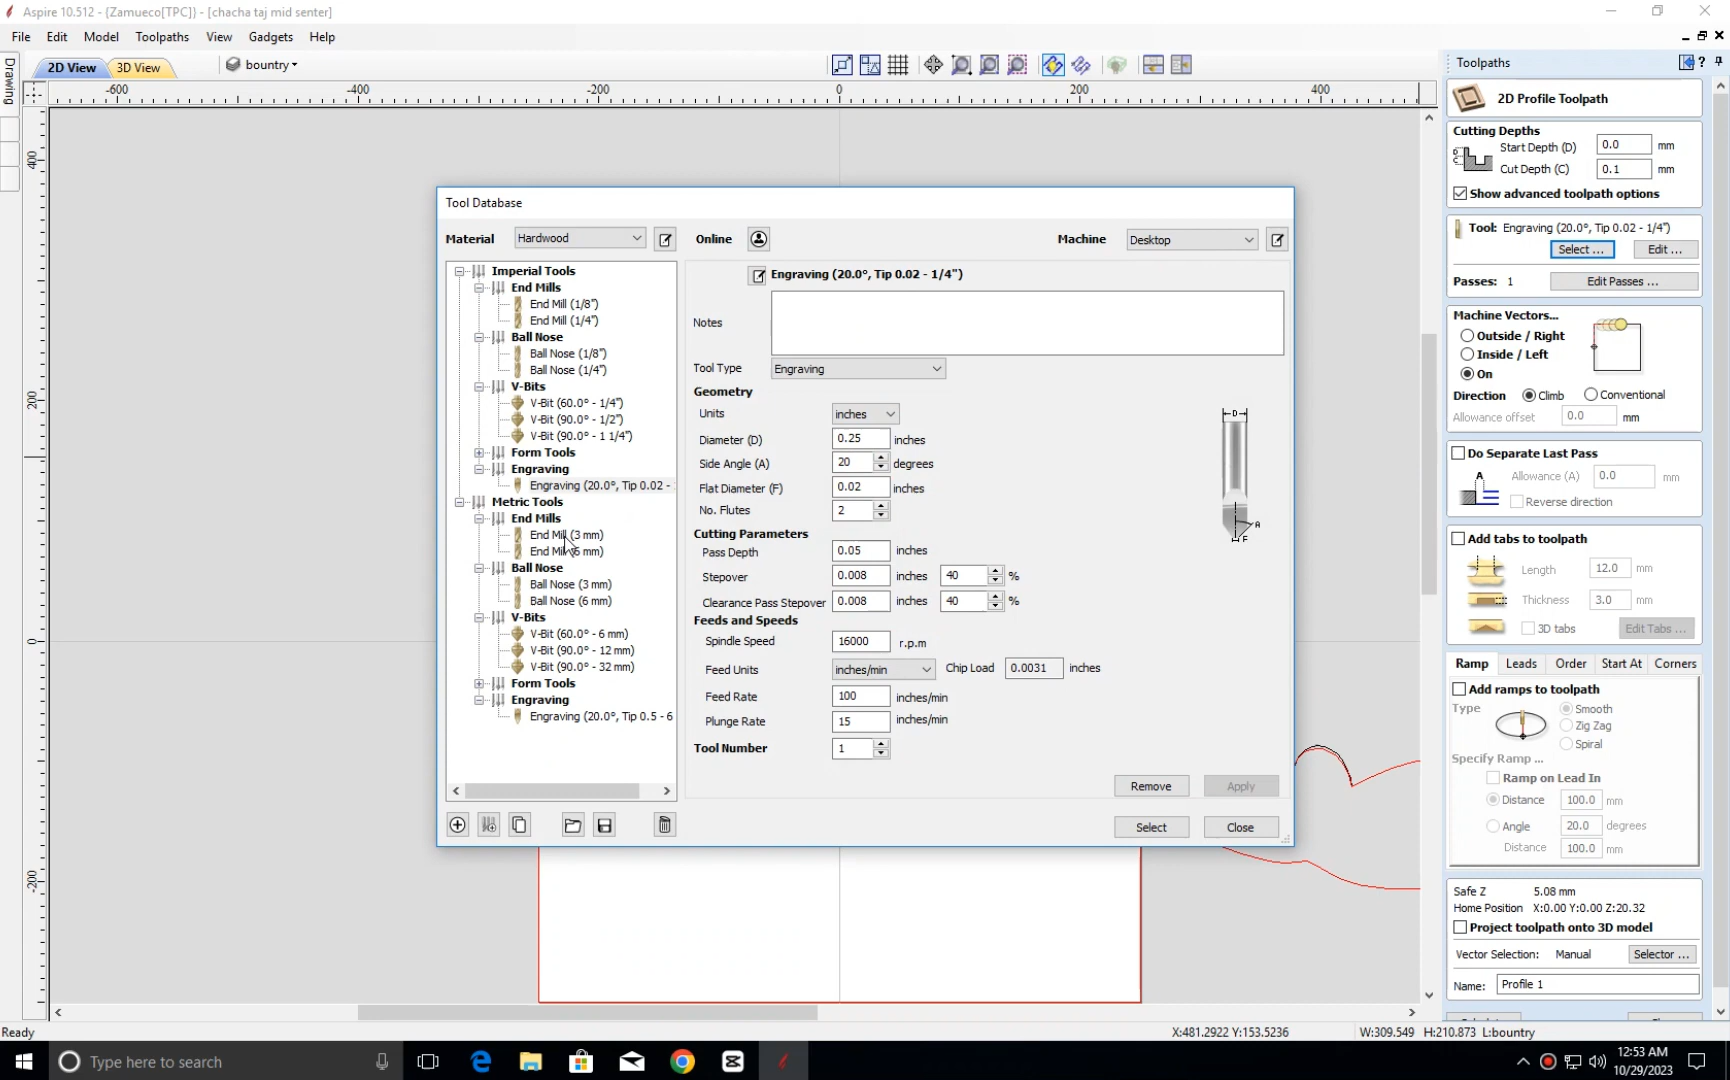 Aspire 10.512 - {Zamueco[TPC]} - [chacha taj mid senter]
File Edit Model Toolpaths View Gadgets Help
Drawing
2D View 3D View bountry
-600 -400 -200 0 200 400
400
200
0
-200
Tool Database
Material Hardwood Online Machine Desktop
Imperial Tools
End Mills
End Mill (1/8")
End Mill (1/4")
Ball Nose
Ball Nose (1/8")
Ball Nose (1/4")
V-Bits
V-Bit (60.0° - 1/4")
V-Bit (90.0° - 1/2")
V-Bit (90.0° - 1 1/4")
Form Tools
Engraving
Engraving (20.0°, Tip 0.02 -
Metric Tools
End Mills
End Mill (3 mm)
End Mill (6 mm)
Ball Nose
Ball Nose (3 mm)
Ball Nose (6 mm)
V-Bits
V-Bit (60.0° - 6 mm)
V-Bit (90.0° - 12 mm)
V-Bit (90.0° - 32 mm)
Form Tools
Engraving
Engraving (20.0°, Tip 0.5 - 6
Engraving (20.0°, Tip 0.02 - 1/4")
Notes
Tool Type Engraving
Geometry
Units inches
Diameter (D) 0.25 inches
Side Angle (A) 20 degrees
Flat Diameter (F) 0.02 inches
No. Flutes 2
D
A
F
Cutting Parameters
Pass Depth 0.05 inches
Stepover 0.008 inches 40 %
Clearance Pass Stepover 0.008 inches 40 %
Feeds and Speeds
Spindle Speed 16000 r.p.m
Feed Units inches/min Chip Load 0.0031 inches
Feed Rate 100 inches/min
Plunge Rate 15 inches/min
Tool Number 1
Remove Apply
Select Close
Toolpaths
2D Profile Toolpath
Cutting Depths
Start Depth (D) 0.0 mm
Cut Depth (C) 0.1 mm
Show advanced toolpath options
Tool: Engraving (20.0°, Tip 0.02 - 1/4")
Select ... Edit ...
Passes: 1 Edit Passes ...
Machine Vectors...
Outside / Right
Inside / Left
On
Direction Climb Conventional
Allowance offset 0.0 mm
Do Separate Last Pass
A Allowance (A) 0.0 mm
Reverse direction
Add tabs to toolpath
Length 12.0 mm
Thickness 3.0 mm
3D tabs Edit Tabs ...
Ramp Leads Order Start At Corners
Add ramps to toolpath
Type Smooth
Zig Zag
Spiral
Specify Ramp ...
Ramp on Lead In
Distance 100.0 mm
Angle 20.0 degrees
Distance 100.0 mm
Safe Z 5.08 mm
Home Position X:0.00 Y:0.00 Z:20.32
Project toolpath onto 3D model
Vector Selection: Manual Selector ...
Name: Profile 1
Ready X:481.2922 Y:153.5236 W:309.549 H:210.873 L:bountry
Type here to search
12:53 AM
10/29/2023